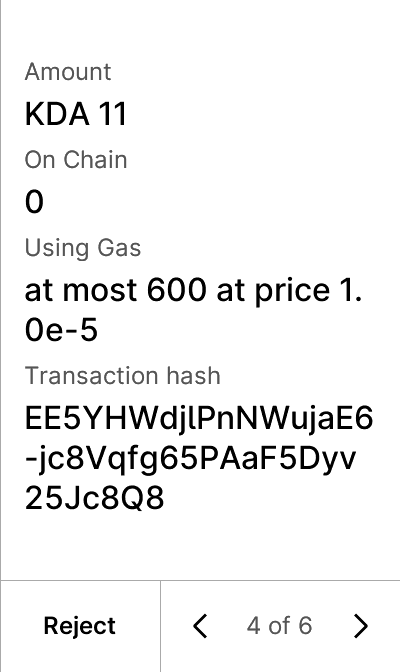 Amount
KDA 11
On Chain
0
Using Gas
at most 600 at price 1.
0e-5
Transaction hash
EE5YHWdjlPnNWujaE6
-jc8Vqfg65PAaF5Dyv
25Jc8Q8
Reject
4 of 6